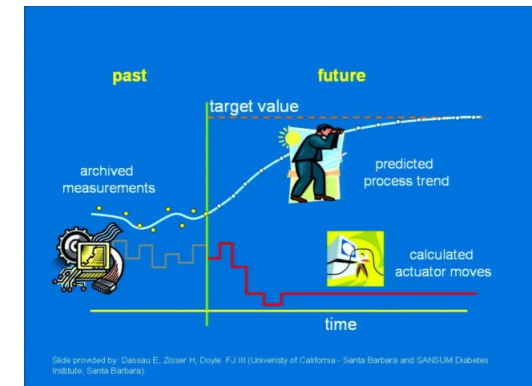 past
future
target value
archived
measurements
predicted
process trend
calculated
actuator moves
time
Slide provided by: Dassau E, Zisser H, Doyle FJ III (Univeristy of California - Santa Barbara and SANSUM Diabetes
Institute, Santa Barbara).